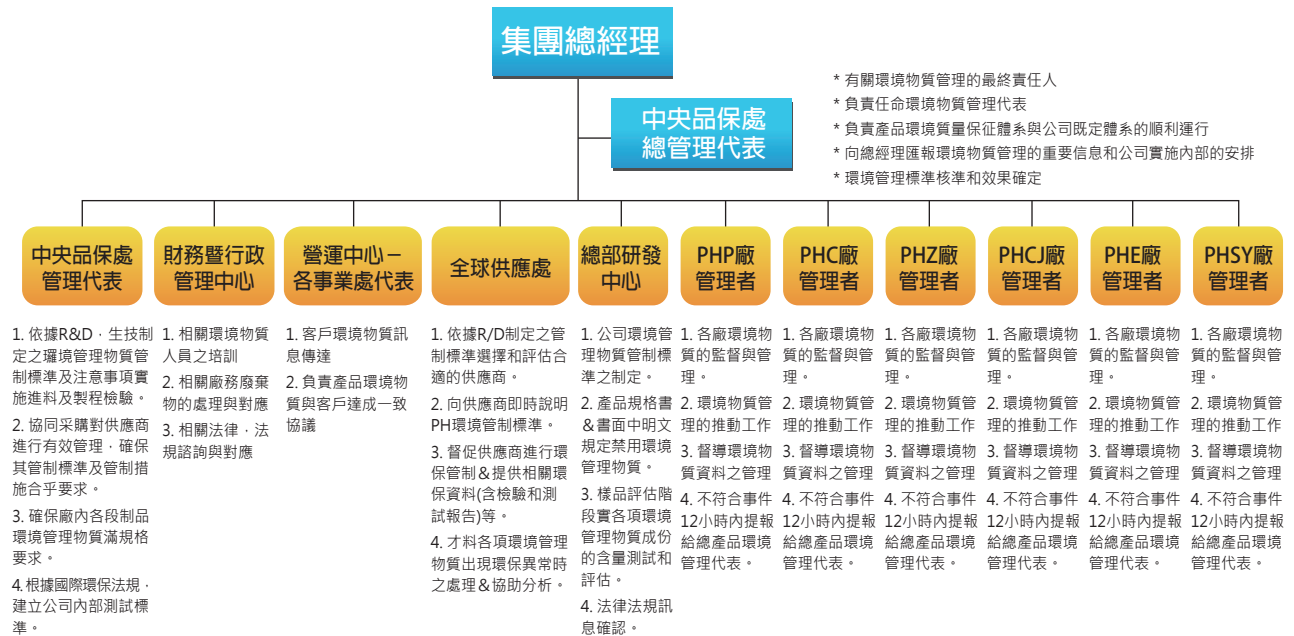 集團總經理
中央品保處
總管理代表
* 有關環境物質管理的最終責任人
* 負責任命環境物質管理代表
* 負責產品環境質量保征體系與公司既定體系的順利運行
* 向總經理匯報環境物質管理的重要信息和公司實施內部的安排
* 環境管理標準核準和效果確定
中央品保處
管理代表
財務暨行政
管理中心
營運中心－
各事業處代表
全球供應處
總部研發
中心
PHP廠
管理者
PHC廠
管理者
PHZ廠
管理者
PHCJ廠
管理者
PHE廠
管理者
PHSY廠
管理者
1. 依據R&D，生技制
定之環境管理物質管
制標準及注意事項實
施進料及製程檢驗。
2. 協同采購對供應商
進行有效管理，確保
其管制標準及管制措
施合乎要求。
3. 確保廠內各段制品
環境管理物質滿規格
要求。
4.根據國際環保法規，
建立公司內部測試標
準。
1. 相關環境物質
人員之培訓
2. 相關廠務廢棄
物的處理與對應
3. 相關法律，法
規諮詢與對應
1. 客戶環境物質訊
息傳達
2. 負責產品環境物
質與客戶達成一致
協議
1. 依據R/D制定之管
制標準選擇和評估合
適的供應商。
2. 向供應商即時說明
PH環境管制標準。
3. 督促供應商進行環
保管制＆提供相關環
保資料(含檢驗和測
試報告)等。
4. 才料各項環境管理
物質出現環保異常時
之處理＆協助分析。
1. 公司環境管
理物質管制標
準之制定。
2. 產品規格書
＆書面中明文
規定禁用環境
管理物質。
3. 樣品評估階
段實各項環境
管理物質成份
的含量測試和
評估。
4. 法律法規訊
息確認。
1. 各廠環境物
質的監督與管
理。
2. 環境物質管
理的推動工作
3. 督導環境物
質資料之管理
4. 不符合事件
12小時內提報
給總產品環境
管理代表。
1. 各廠環境物
質的監督與管
理。
2. 環境物質管
理的推動工作
3. 督導環境物
質資料之管理
4. 不符合事件
12小時內提報
給總產品環境
管理代表。
1. 各廠環境物
質的監督與管
理。
2. 環境物質管
理的推動工作
3. 督導環境物
質資料之管理
4. 不符合事件
12小時內提報
給總產品環境
管理代表。
1. 各廠環境物
質的監督與管
理。
2. 環境物質管
理的推動工作
3. 督導環境物
質資料之管理
4. 不符合事件
12小時內提報
給總產品環境
管理代表。
1. 各廠環境物
質的監督與管
理。
2. 環境物質管
理的推動工作
3. 督導環境物
質資料之管理
4. 不符合事件
12小時內提報
給總產品環境
管理代表。
1. 各廠環境物
質的監督與管
理。
2. 環境物質管
理的推動工作
3. 督導環境物
質資料之管理
4. 不符合事件
12小時內提報
給總產品環境
管理代表。